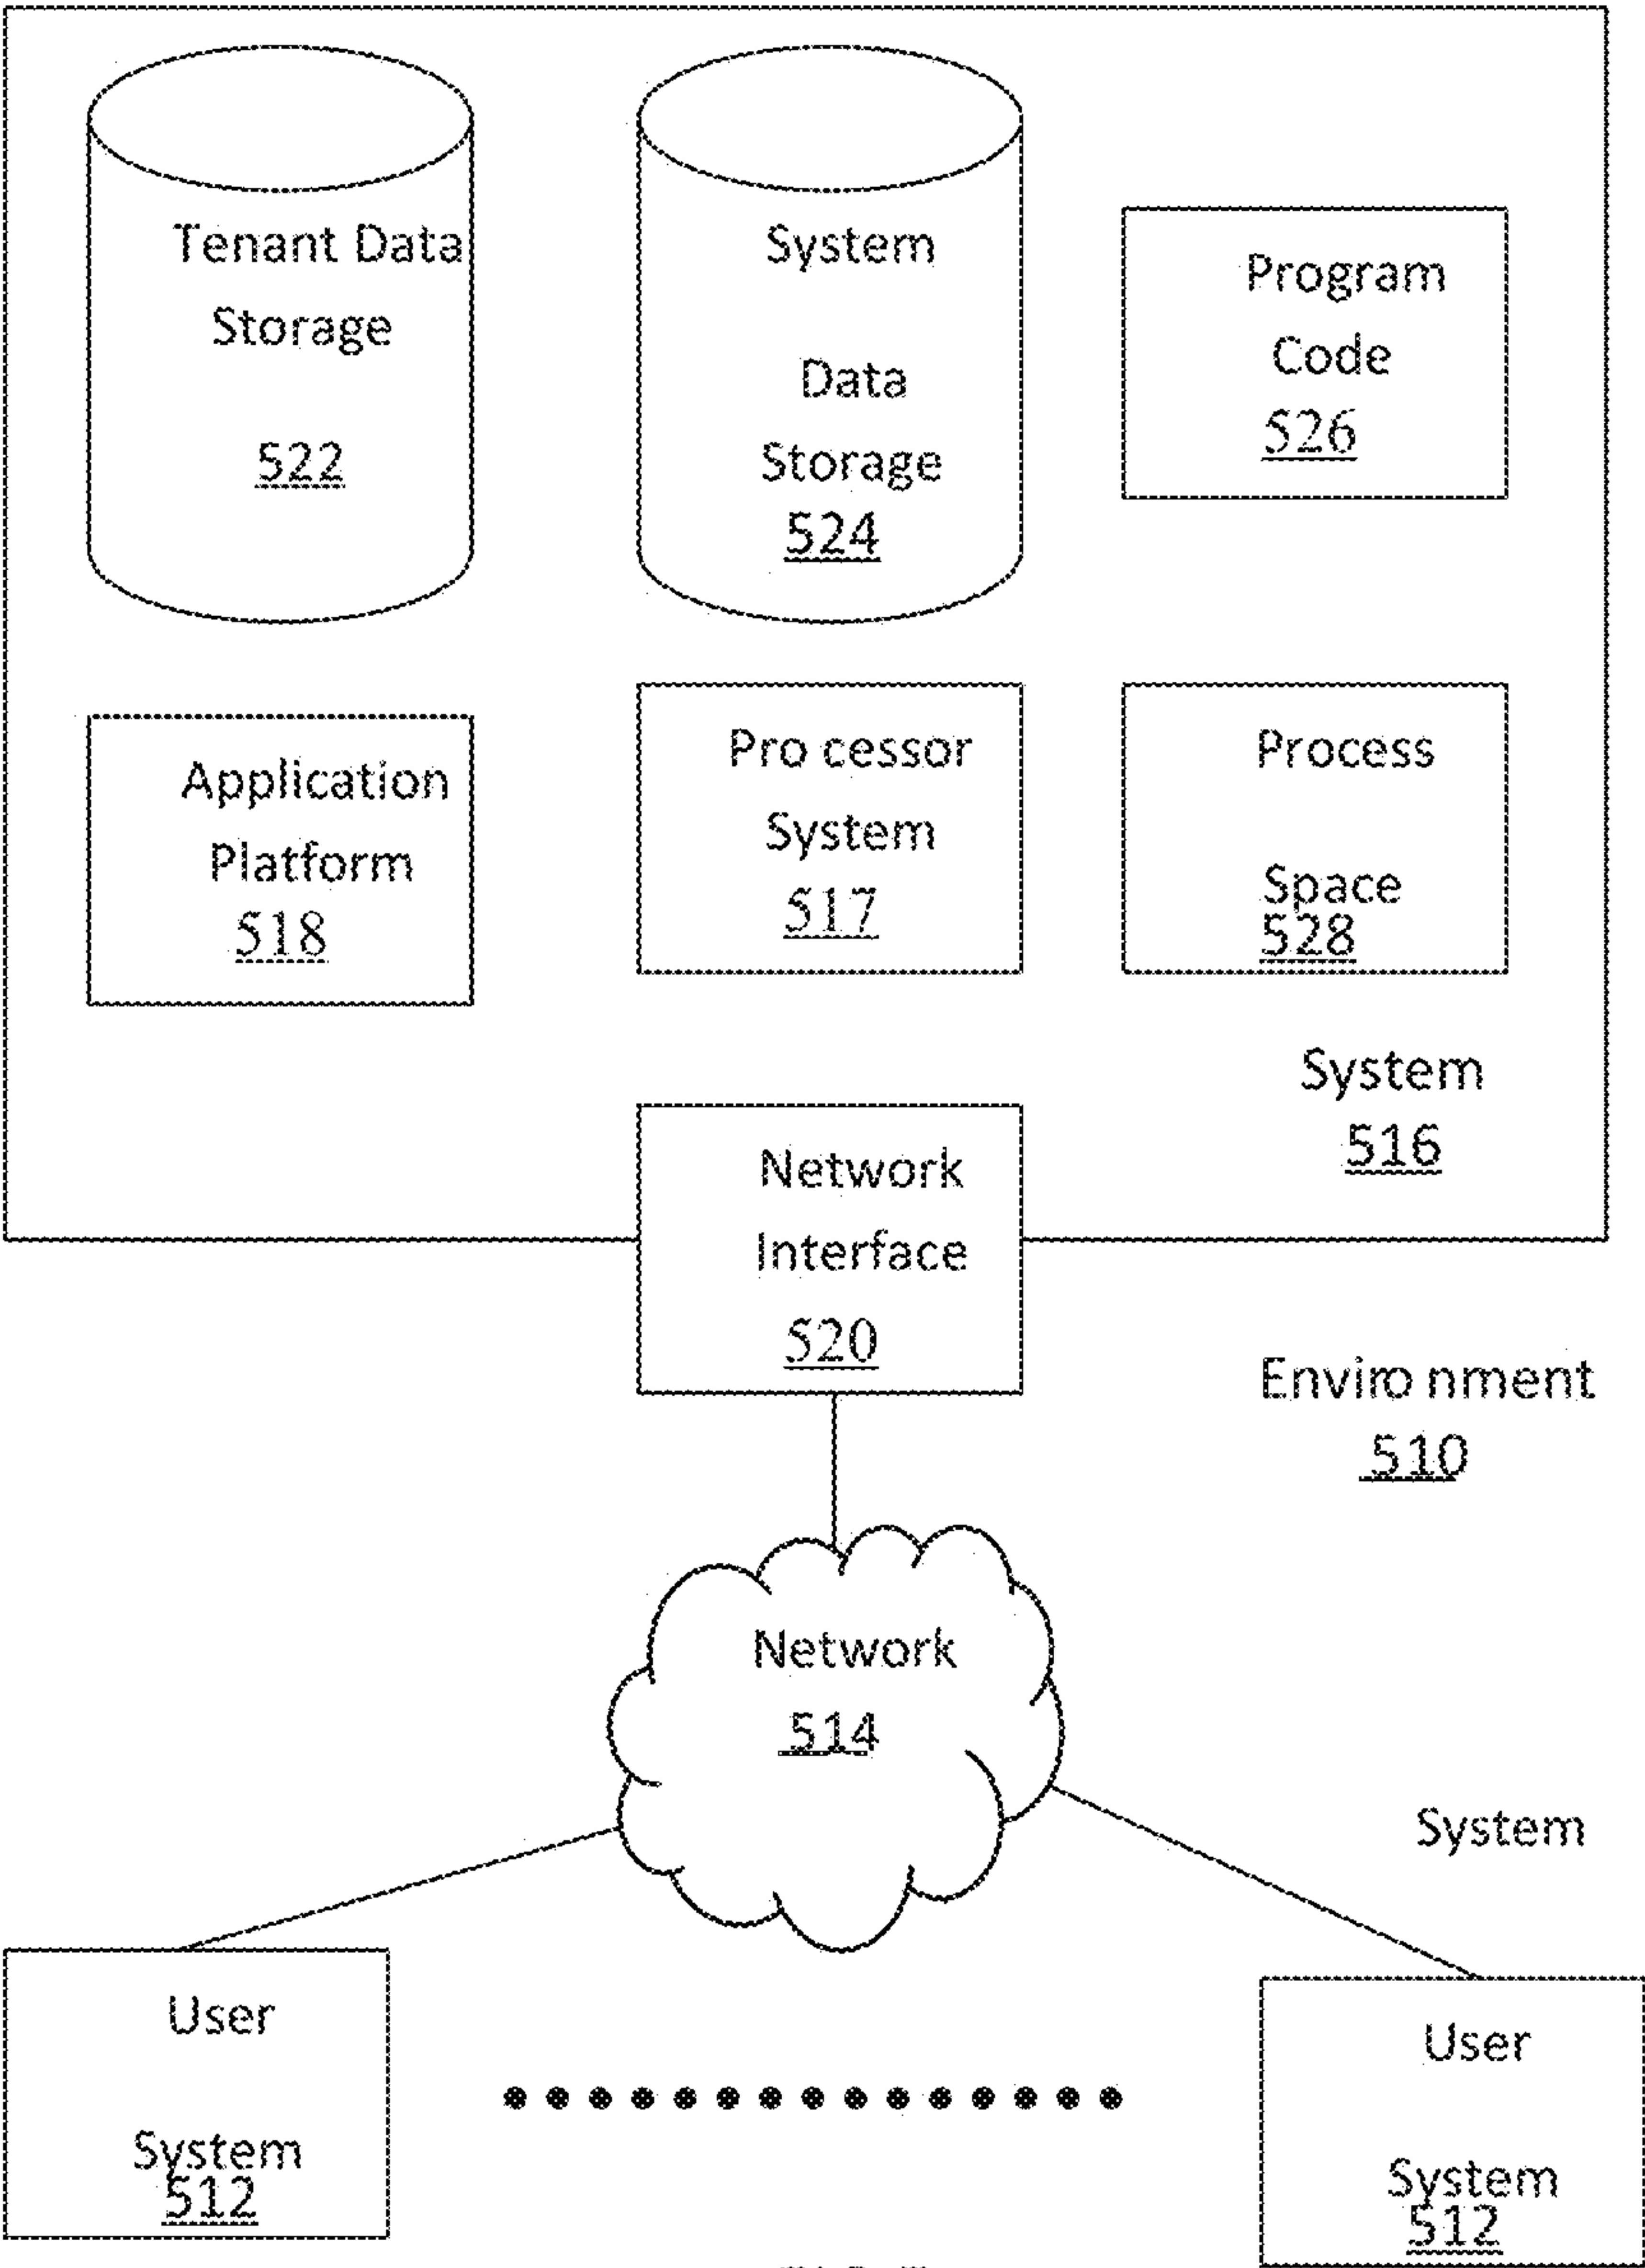 Tenant Data
Storage
522
System
Data
Storage
524
Program
Code
526
Application
Platform
518
Pro cessor
System
517
Process
Space
528
System
516
Network
Interface
520
Enviro nment
510
Network
514
System
User
System
512
User
System
512